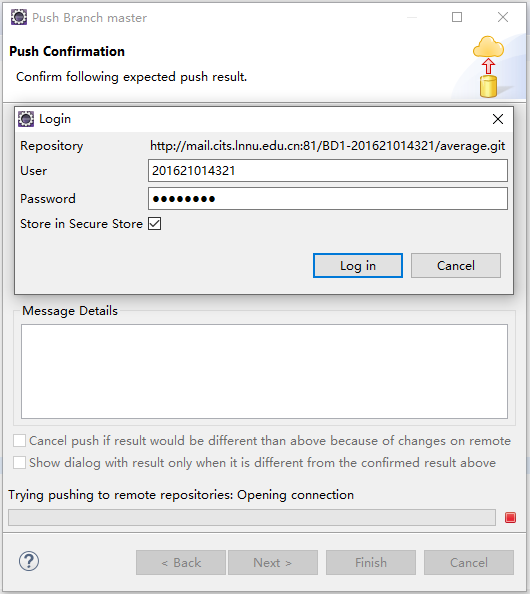 Push Branch master
Push Confirmation
Confirm following expected push result.
Login
Repository http://mail.cits.lnnu.edu.cn:81/BD1-201621014321/average.git
User 201621014321
Password ●●●●●●●●
Store in Secure Store
Log in Cancel
Message Details
Cancel push if result would be different than above because of changes on remote
Show dialog with result only when it is different from the confirmed result above
Trying pushing to remote repositories: Opening connection
? < Back Next > Finish Cancel